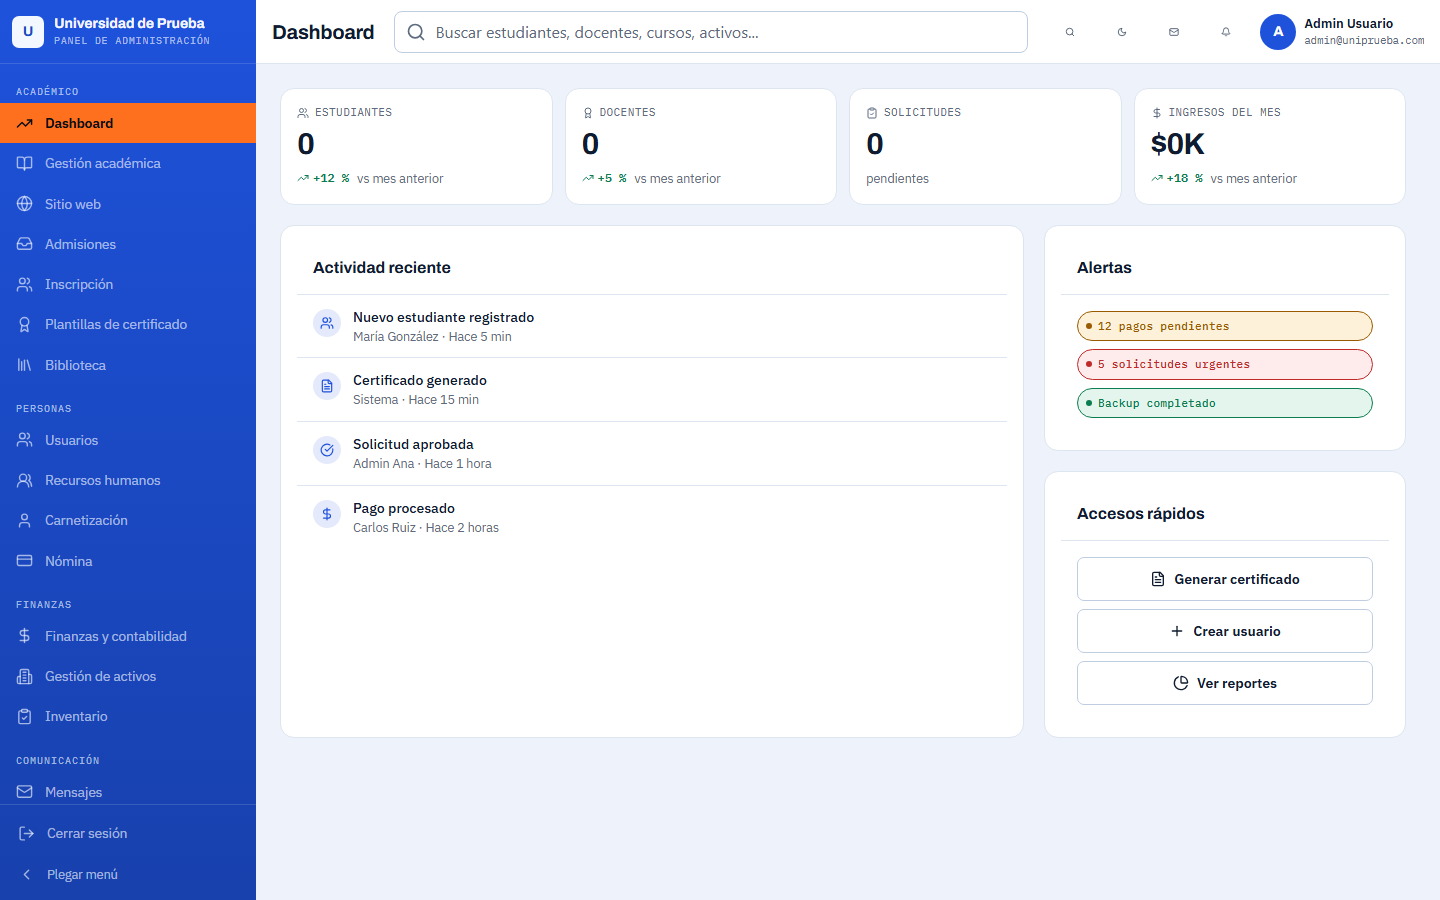 U
Universidad de Prueba
PANEL DE ADMINISTRACIÓN
ACADÉMICO
Dashboard
Gestión académica
Sitio web
Admisiones
Inscripción
Plantillas de certificado
Biblioteca
PERSONAS
Usuarios
Recursos humanos
Carnetización
Nómina
FINANZAS
Finanzas y contabilidad
Gestión de activos
Inventario
COMUNICACIÓN
Mensajes
Cerrar sesión
Plegar menú
Dashboard
Buscar estudiantes, docentes, cursos, activos...
A
Admin Usuario
admin@uniprueba.com
ESTUDIANTES
0
+12 % vs mes anterior
DOCENTES
0
+5 % vs mes anterior
SOLICITUDES
0
pendientes
INGRESOS DEL MES
$0K
+18 % vs mes anterior
Actividad reciente
Nuevo estudiante registrado
María González · Hace 5 min
Certificado generado
Sistema · Hace 15 min
Solicitud aprobada
Admin Ana · Hace 1 hora
Pago procesado
Carlos Ruiz · Hace 2 horas
Alertas
12 pagos pendientes
5 solicitudes urgentes
Backup completado
Accesos rápidos
Generar certificado
Crear usuario
Ver reportes